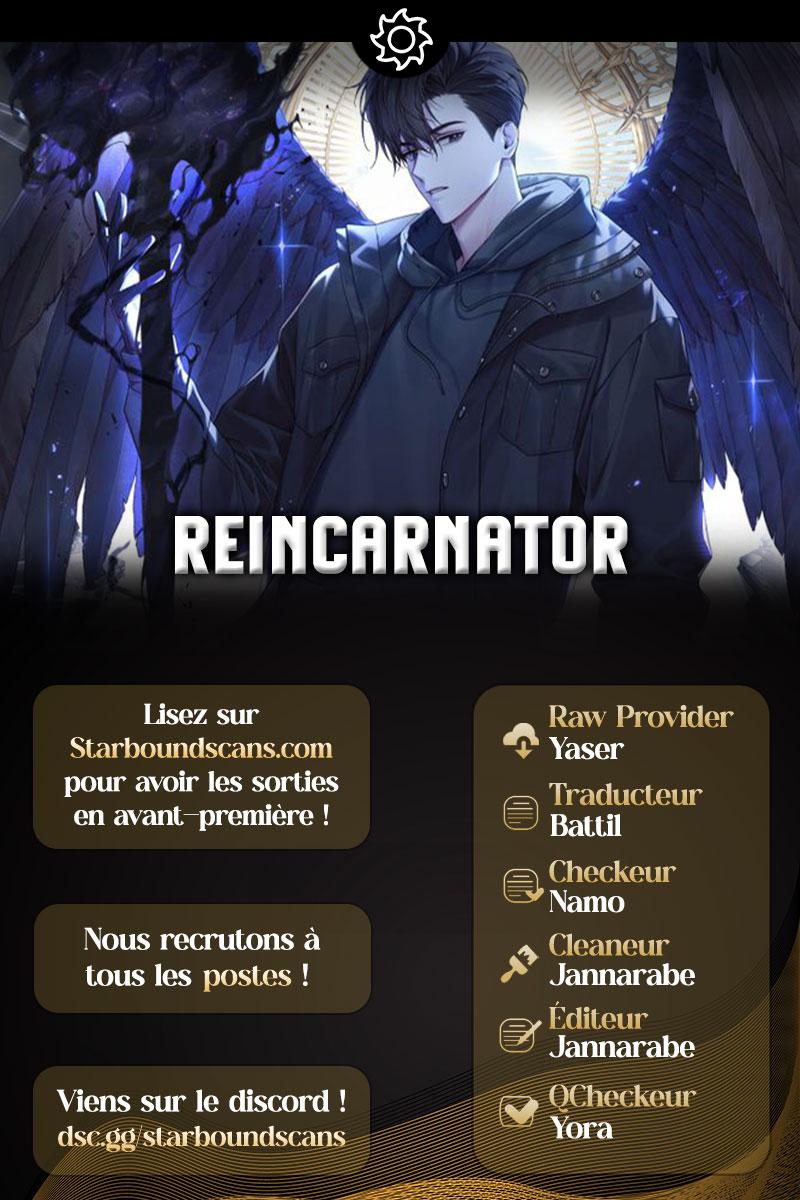 REINCARNATOR
Lisez sur
Starboundscans.com
pour avoir les sorties
en avant-première !
Nous recrutons à
tous les postes !
Viens sur le discord !
dsc.gg/starboundscans
Raw Provider
Yaser
Traducteur
Battil
Checkeur
Namo
Cleaneur
Jannarabe
Éditeur
Jannarabe
QCheckeur
Yora